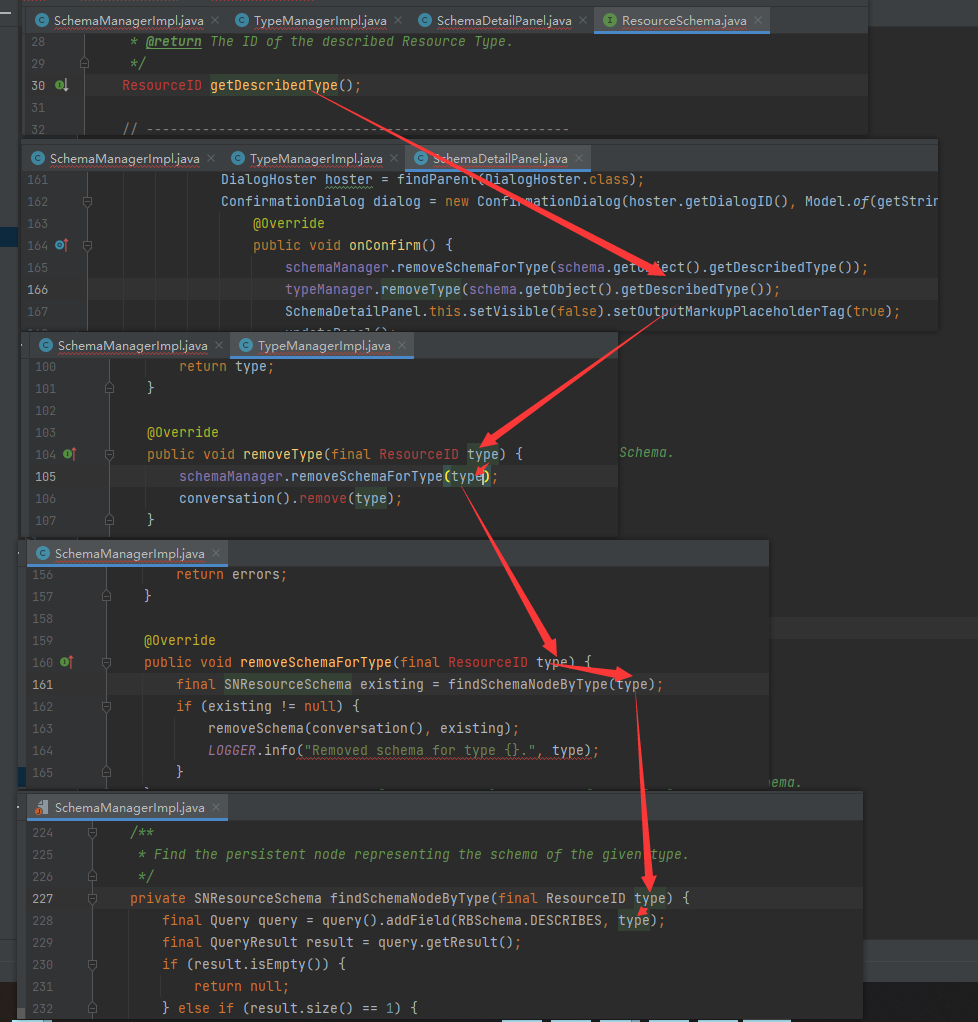 SchemaManagerImpl.java × TypeManagerImpl.java × SchemaDetailPanel.java × ResourceSchema.java ×
28 * @return The ID of the described Resource Type.
29 */
30 ResourceID getDescribedType();
31
32 // -----------------------------------------------------
SchemaManagerImpl.java × TypeManagerImpl.java × SchemaDetailPanel.java ×
161 DialogHoster hoster = findParent(DialogHoster.class);
162 ConfirmationDialog dialog = new ConfirmationDialog(hoster.getDialogID(), Model.of(getStrin
163 @Override
164 public void onConfirm() {
165 schemaManager.removeSchemaForType(schema.getObject().getDescribedType());
166 typeManager.removeType(schema.getObject().getDescribedType());
167 SchemaDetailPanel.this.setVisible(false).setOutputMarkupPlaceholderTag(true);
SchemaManagerImpl.java × TypeManagerImpl.java ×
100 return type;
101 }
102
103 @Override
104 public void removeType(final ResourceID type) {
Schema.
105 schemaManager.removeSchemaForType(type);
106 conversation().remove(type);
107 }
SchemaManagerImpl.java ×
156 return errors;
157 }
158
159 @Override
160 public void removeSchemaForType(final ResourceID type) {
161 final SNResourceSchema existing = findSchemaNodeByType(type);
162 if (existing != null) {
163 removeSchema(conversation(), existing);
164 LOGGER.info("Removed schema for type {}.", type);
165 }
ema.
SchemaManagerImpl.java ×
224 /**
225 * Find the persistent node representing the schema of the given type.
226 */
227 private SNResourceSchema findSchemaNodeByType(final ResourceID type) {
228 final Query query = query().addField(RBSchema.DESCRIBES, type);
229 final QueryResult result = query.getResult();
230 if (result.isEmpty()) {
231 return null;
232 } else if (result.size() == 1) {